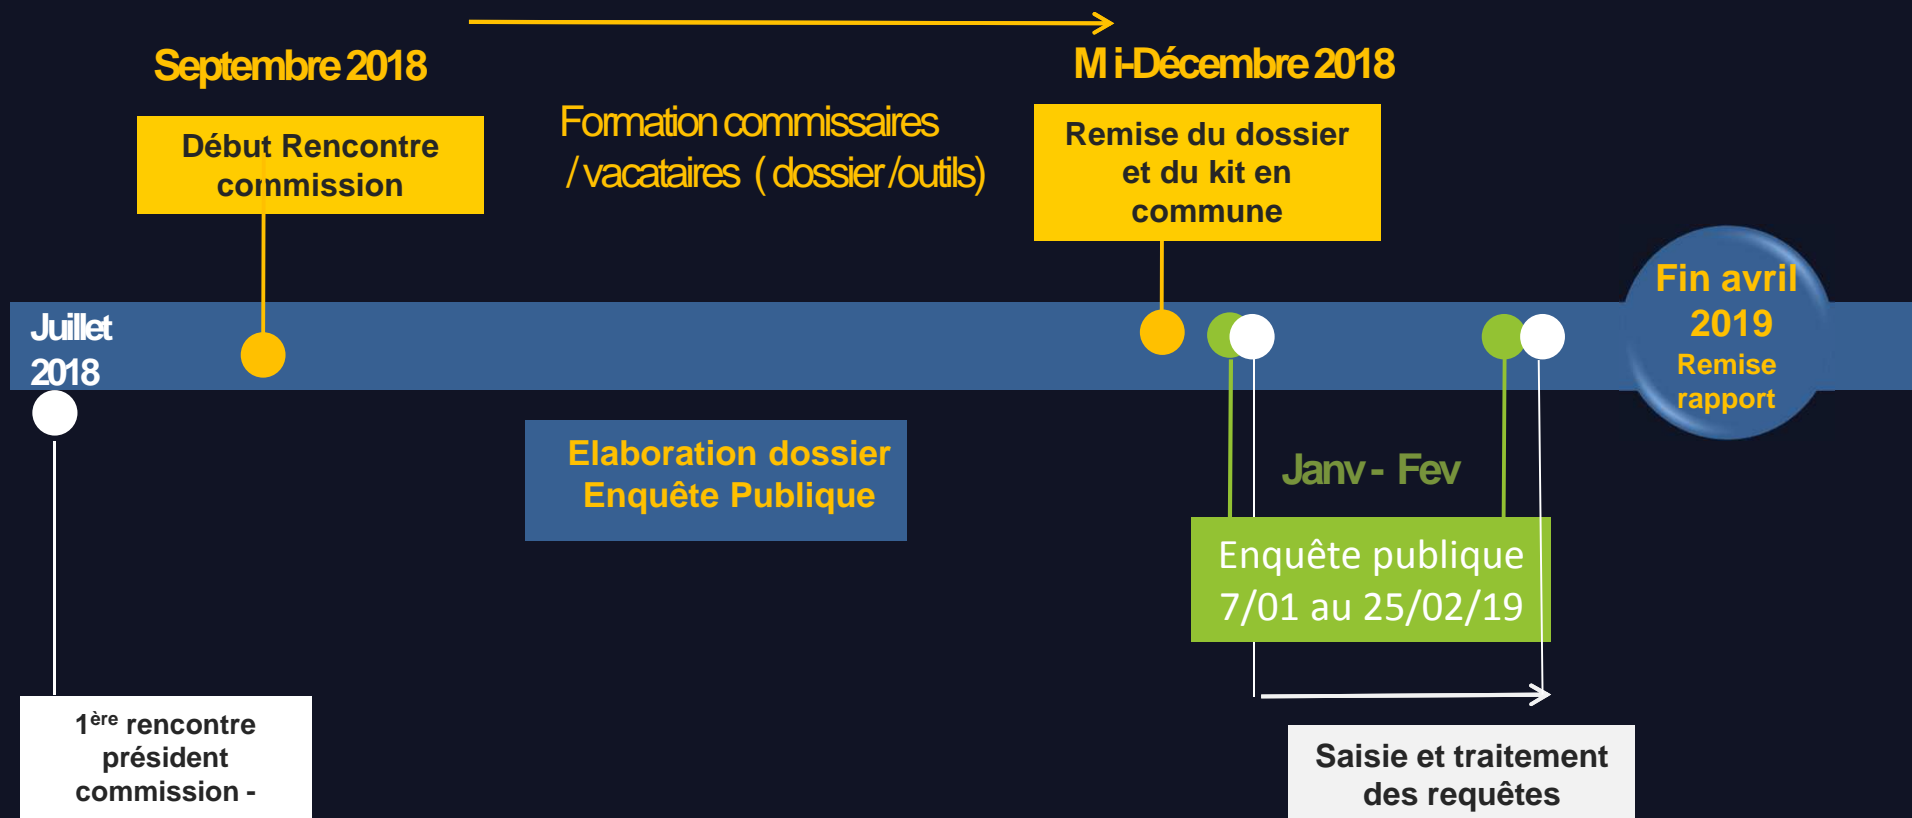 Septembre 2018
Début Rencontre
commission
Formation commissaires
/ vacataires ( dossier /outils)
Mi-Décembre 2018
Remise du dossier
et du kit en
commune
Juillet
2018
Fin avril
2019
Remise
rapport
Elaboration dossier
Enquête Publique
Janv - Fev
Enquête publique
7/01 au 25/02/19
1ère rencontre
président
commission -
Saisie et traitement
des requêtes